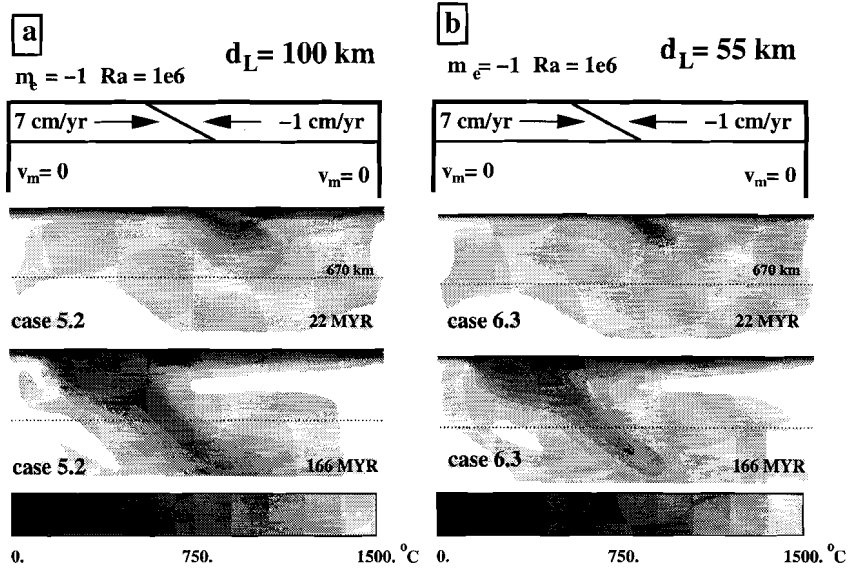 a
d_L = 100 km
m_e = −1 Ra = 1e6
7 cm/yr
−1 cm/yr
v_m = 0
v_m = 0
670 km
case 5.2
22 MYR
case 5.2
166 MYR
0.
750.
1500. °C
b
d_L = 55 km
m_e = −1 Ra = 1e6
7 cm/yr
−1 cm/yr
v_m = 0
v_m = 0
670 km
case 6.3
22 MYR
case 6.3
166 MYR
0.
750.
1500. °C